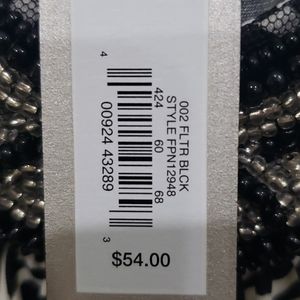 002 FLTR BLCK
STYLE FPN12948
424 60 68
4 00924 43289 3
$54.00